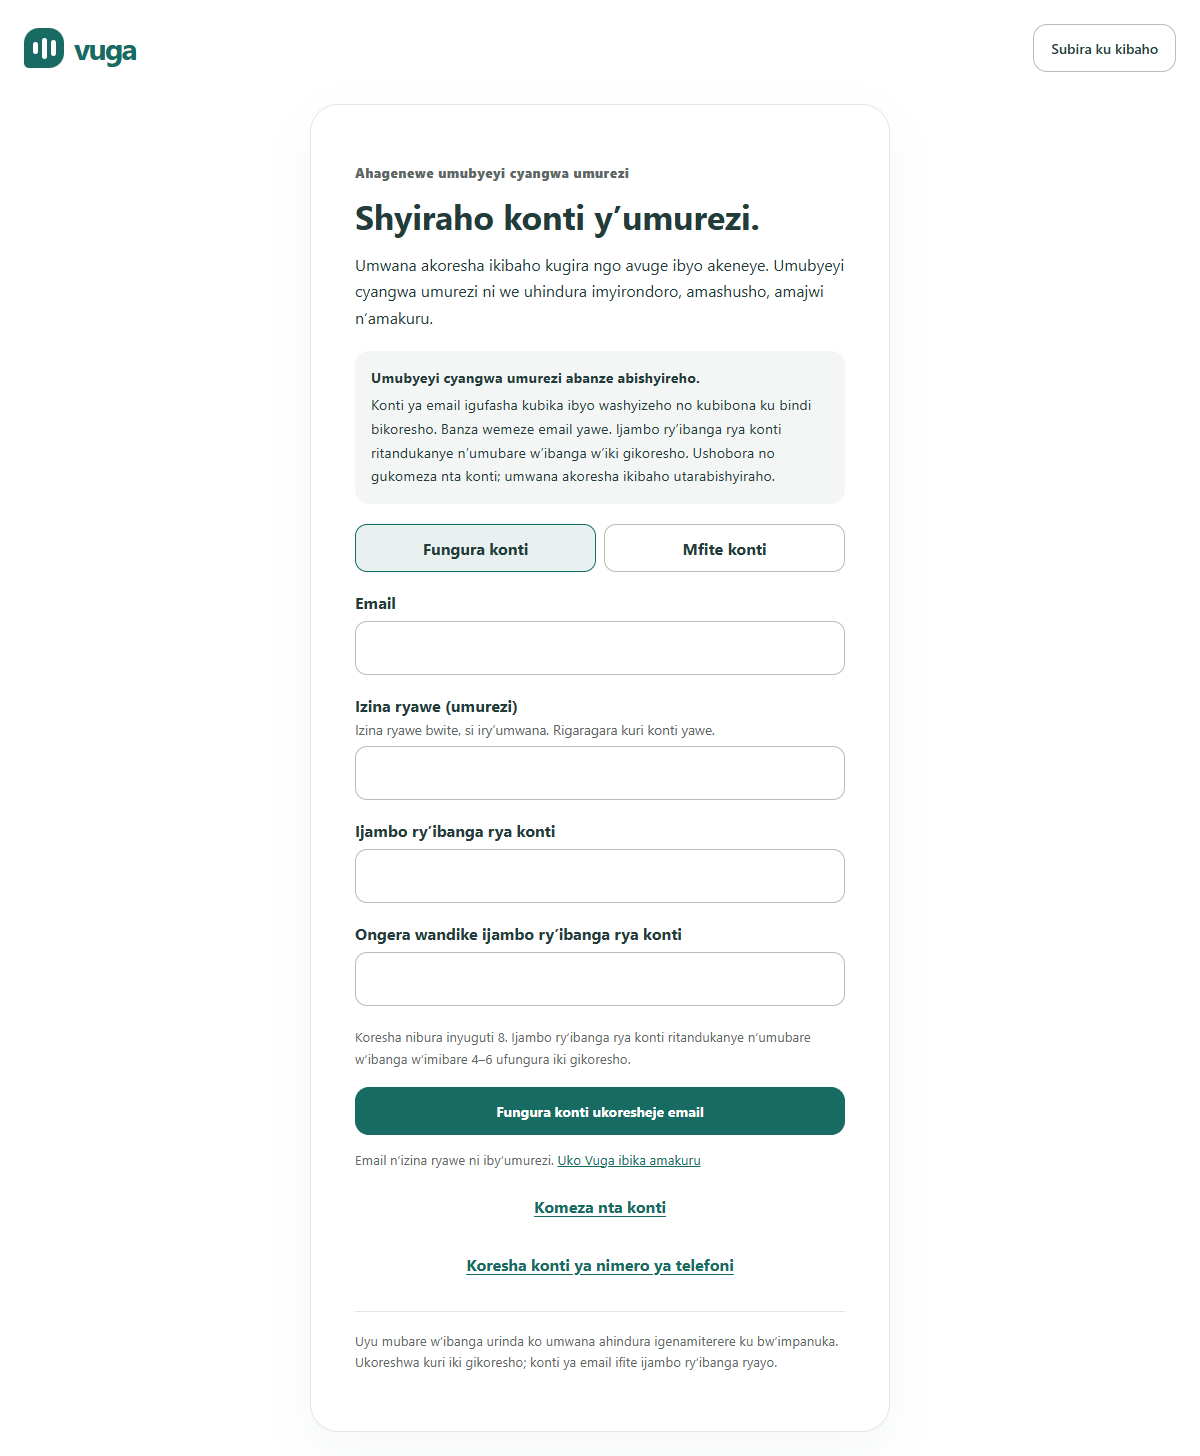 vuga
Subira ku kibaho
Ahagenewe umubyeyi cyangwa umurezi
Shyiraho konti y’umurezi.
Umwana akoresha ikibaho kugira ngo avuge ibyo akeneye. Umubyeyi
cyangwa umurezi ni we uhindura imyirondoro, amashusho, amajwi
n’amakuru.
Umubyeyi cyangwa umurezi abanze abishyireho.
Konti ya email igufasha kubika ibyo washyizeho no kubibona ku bindi
bikoresho. Banza wemeze email yawe. Ijambo ry’ibanga rya konti
ritandukanye n’umubare w’ibanga w’iki gikoresho. Ushobora no
gukomeza nta konti; umwana akoresha ikibaho utarabishyiraho.
Fungura konti
Mfite konti
Email
Izina ryawe (umurezi)
Izina ryawe bwite, si iry’umwana. Rigaragara kuri konti yawe.
Ijambo ry’ibanga rya konti
Ongera wandike ijambo ry’ibanga rya konti
Koresha nibura inyuguti 8. Ijambo ry’ibanga rya konti ritandukanye n’umubare
w’ibanga w’imibare 4–6 ufungura iki gikoresho.
Fungura konti ukoresheje email
Email n’izina ryawe ni iby’umurezi. Uko Vuga ibika amakuru
Komeza nta konti
Koresha konti ya nimero ya telefoni
Uyu mubare w’ibanga urinda ko umwana ahindura igenamiterere ku bw’impanuka.
Ukoreshwa kuri iki gikoresho; konti ya email ifite ijambo ry’ibanga ryayo.